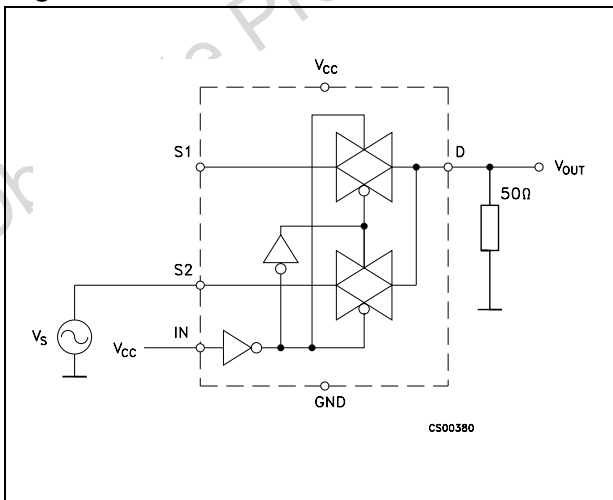 V_CC
S1
D
V_OUT
50Ω
S2
V_S
V_CC
IN
GND
CS00380